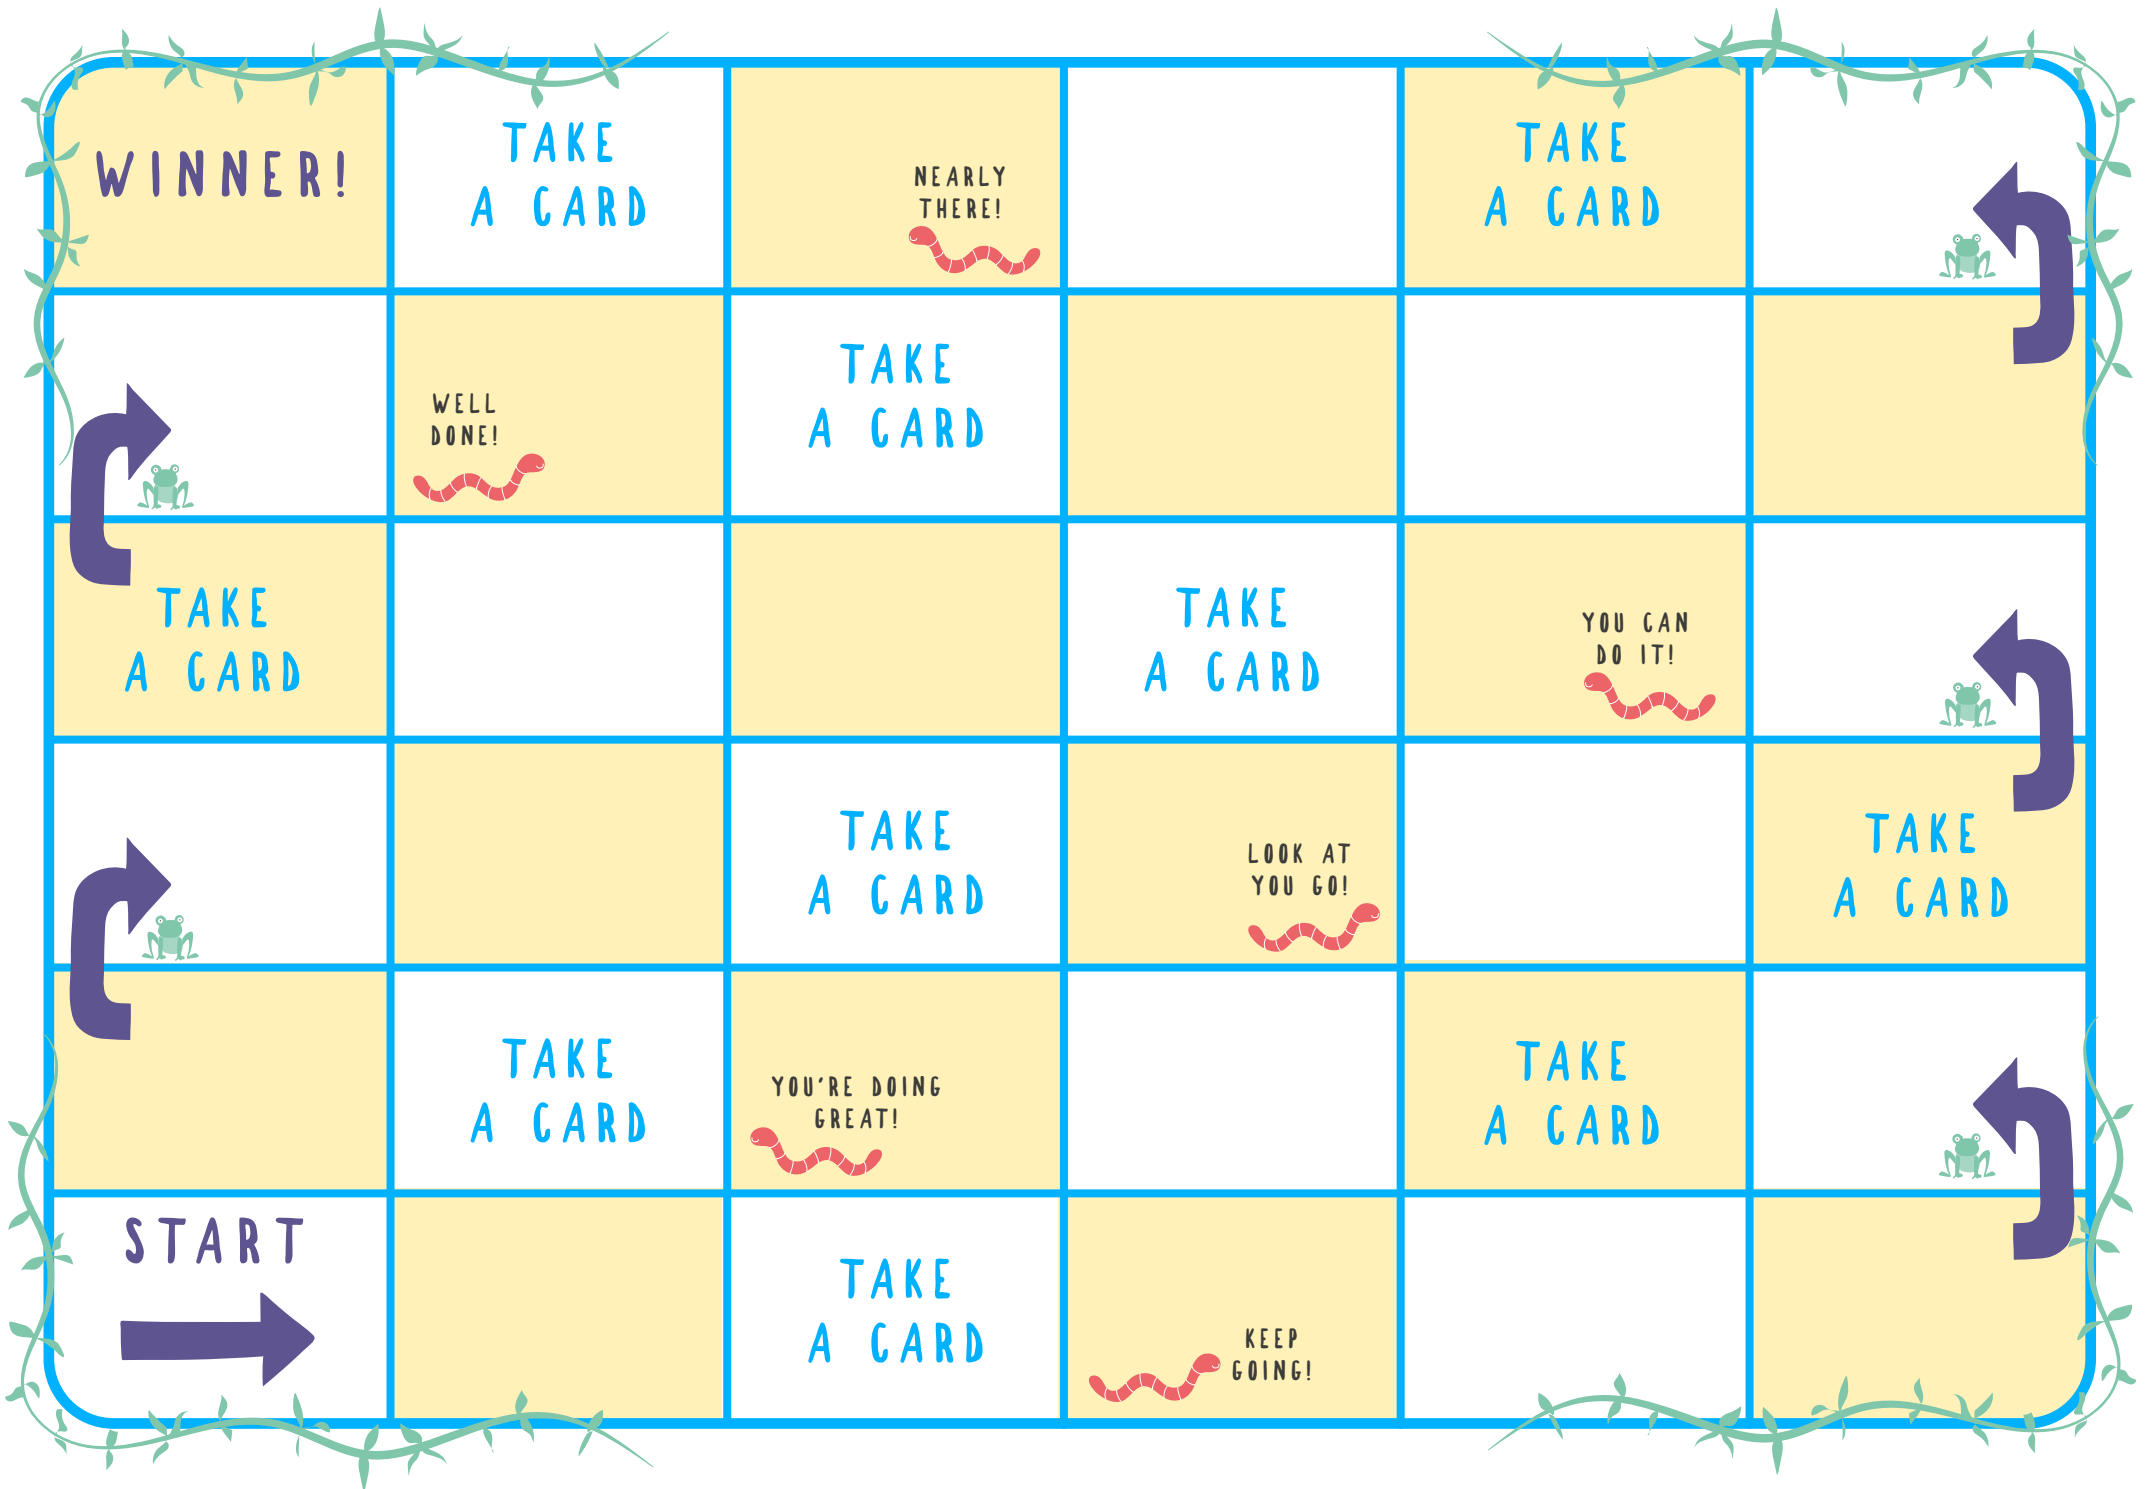 WINNER!
TAKE
A CARD
NEARLY
THERE!
TAKE
A CARD
WELL
DONE!
TAKE
A CARD
TAKE
A CARD
TAKE
A CARD
YOU CAN
DO IT!
TAKE
A CARD
LOOK AT
YOU GO!
TAKE
A CARD
TAKE
A CARD
YOU'RE DOING
GREAT!
TAKE
A CARD
START
TAKE
A CARD
KEEP
GOING!